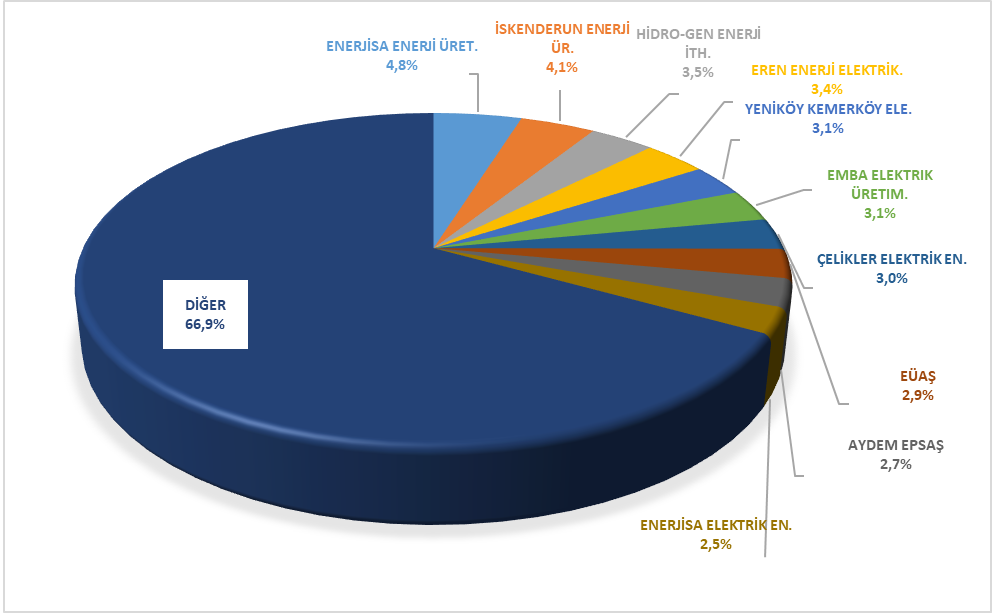 ENERJİSA ENERJİ ÜRET.
4,8%
İSKENDERUN ENERJİ
ÜR.
4,1%
HİDRO-GEN ENERJİ
İTH.
3,5%
EREN ENERJİ ELEKTRİK.
3,4%
YENİKÖY KEMERKÖY ELE.
3,1%
EMBA ELEKTRIK
ÜRETIM.
3,1%
ÇELİKLER ELEKTRİK EN.
3,0%
EÜAŞ
2,9%
AYDEM EPSAŞ
2,7%
ENERJİSA ELEKTRİK EN.
2,5%
DİĞER
66,9%